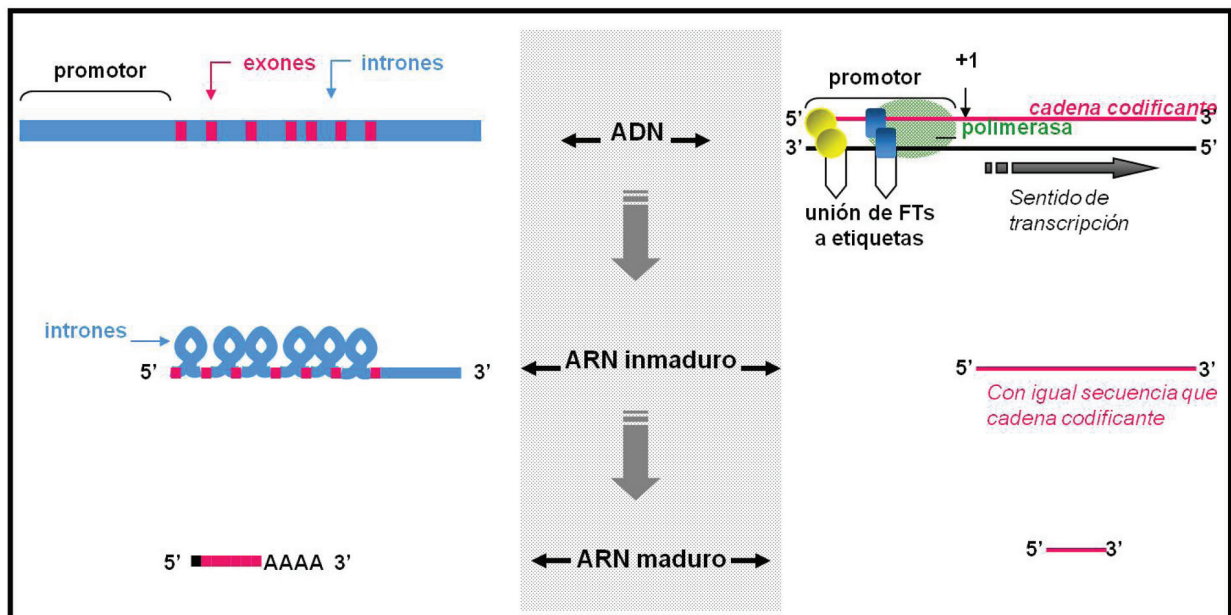 promotor
exones
intrones
ADN
promotor
+1
5’
cadena codificante
3’
polimerasa
3’
5’
unión de FTs
a etiquetas
Sentido de
transcripción
intrones
5’
3’
ARN inmaduro
5’
3’
Con igual secuencia que
cadena codificante
5’
AAAA 3’
ARN maduro
5’
3’